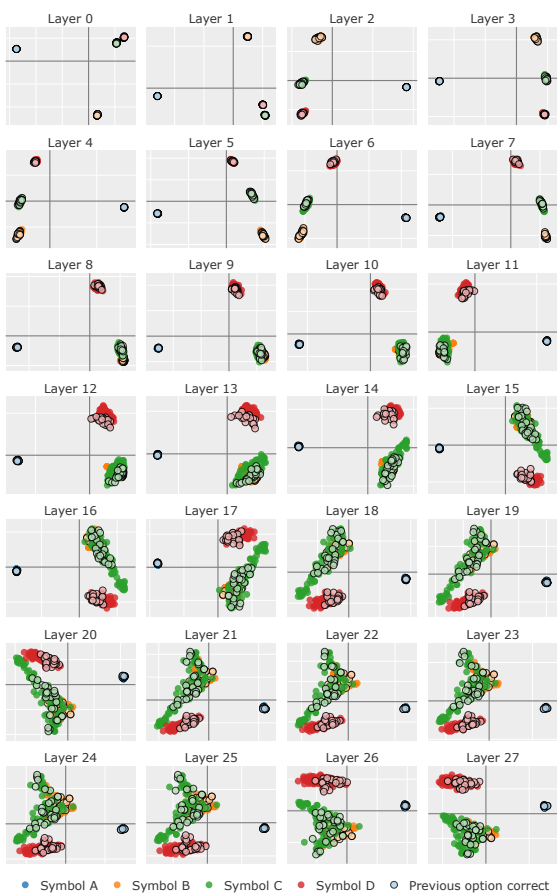 Layer 0 Layer 1 Layer 2 Layer 3
Layer 4 Layer 5 Layer 6 Layer 7
Layer 8 Layer 9 Layer 10 Layer 11
Layer 12 Layer 13 Layer 14 Layer 15
Layer 16 Layer 17 Layer 18 Layer 19
Layer 20 Layer 21 Layer 22 Layer 23
Layer 24 Layer 25 Layer 26 Layer 27
Symbol A Symbol B Symbol C Symbol D Previous option correct